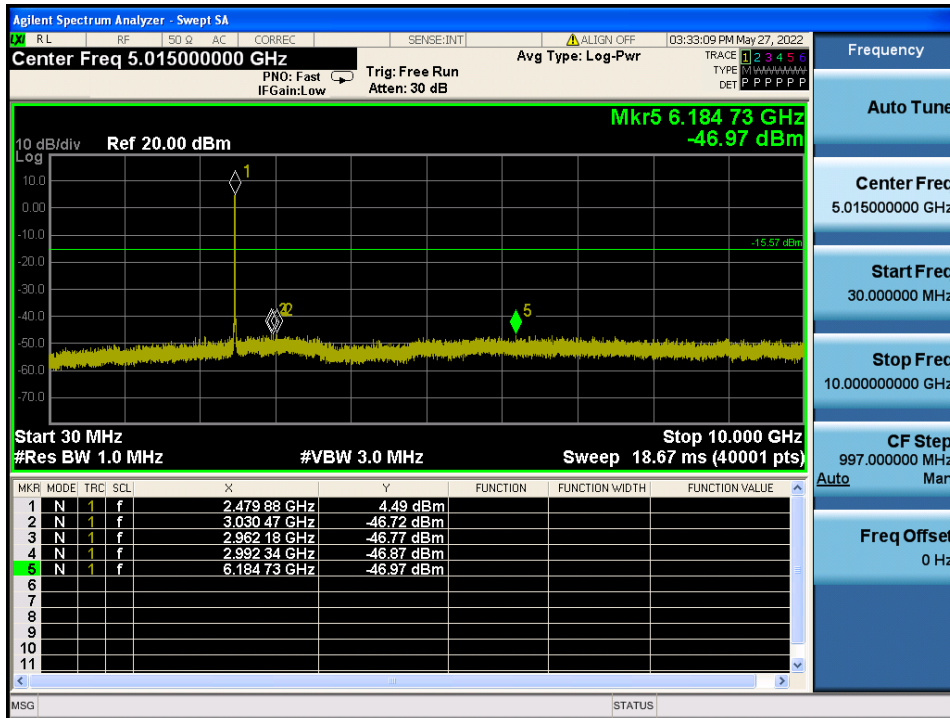 Agilent Spectrum Analyzer - Swept SA
LXI RL RF 50 Ω AC CORREC SENSE:INT ALIGN OFF 03:33:09 PM May 27, 2022
Center Freq 5.015000000 GHz
PNO: Fast
IFGain:Low
Trig: Free Run
Atten: 30 dB
Avg Type: Log-Pwr
TRACE 1 2 3 4 5 6
TYPE M W W W W W
DET P P P P P P
Mkr5 6.184 73 GHz
-46.97 dBm
10 dB/div Ref 20.00 dBm
Log
10.0
0.00
-10.0
-20.0
-30.0
-40.0
-50.0
-60.0
-70.0
1
-15.57 dBm
5
Start 30 MHz Stop 10.000 GHz
#Res BW 1.0 MHz #VBW 3.0 MHz Sweep 18.67 ms (40001 pts)
MKR MODE TRC SCL X Y FUNCTION FUNCTION WIDTH FUNCTION VALUE
1 N 1 f 2.479 88 GHz 4.49 dBm
2 N 1 f 3.030 47 GHz -46.72 dBm
3 N 1 f 2.962 18 GHz -46.77 dBm
4 N 1 f 2.992 34 GHz -46.87 dBm
5 N 1 f 6.184 73 GHz -46.97 dBm
6
7
8
9
10
11
MSG STATUS
Frequency
Auto Tune
Center Freq
5.015000000 GHz
Start Freq
30.000000 MHz
Stop Freq
10.000000000 GHz
CF Step
997.000000 MHz
Auto Man
Freq Offset
0 Hz